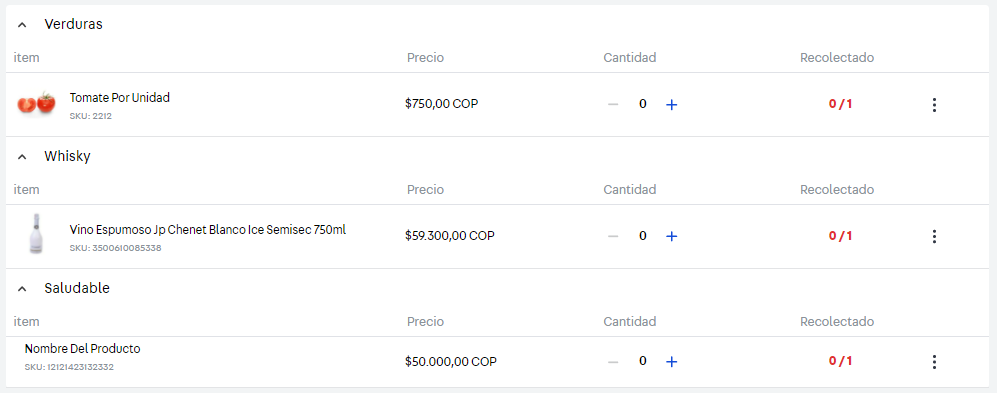 Verduras
item Precio Cantidad Recolectado
Tomate Por Unidad
SKU: 2212
$750,00 COP — 0 + 0 / 1
Whisky
item Precio Cantidad Recolectado
Vino Espumoso Jp Chenet Blanco Ice Semisec 750ml
SKU: 3500610085338
$59.300,00 COP — 0 + 0 / 1
Saludable
item Precio Cantidad Recolectado
Nombre Del Producto
SKU: 12121423132332
$50.000,00 COP — 0 + 0 / 1